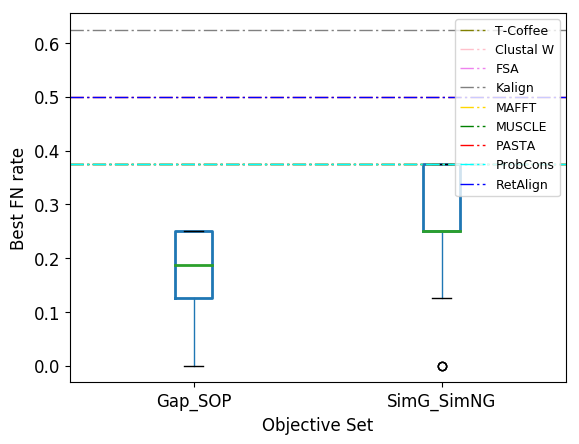 0.6
0.5
0.4
0.3
0.2
0.1
0.0
Best FN rate
T-Coffee
Clustal W
FSA
Kalign
MAFFT
MUSCLE
PASTA
ProbCons
RetAlign
Gap_SOP
SimG_SimNG
Objective Set